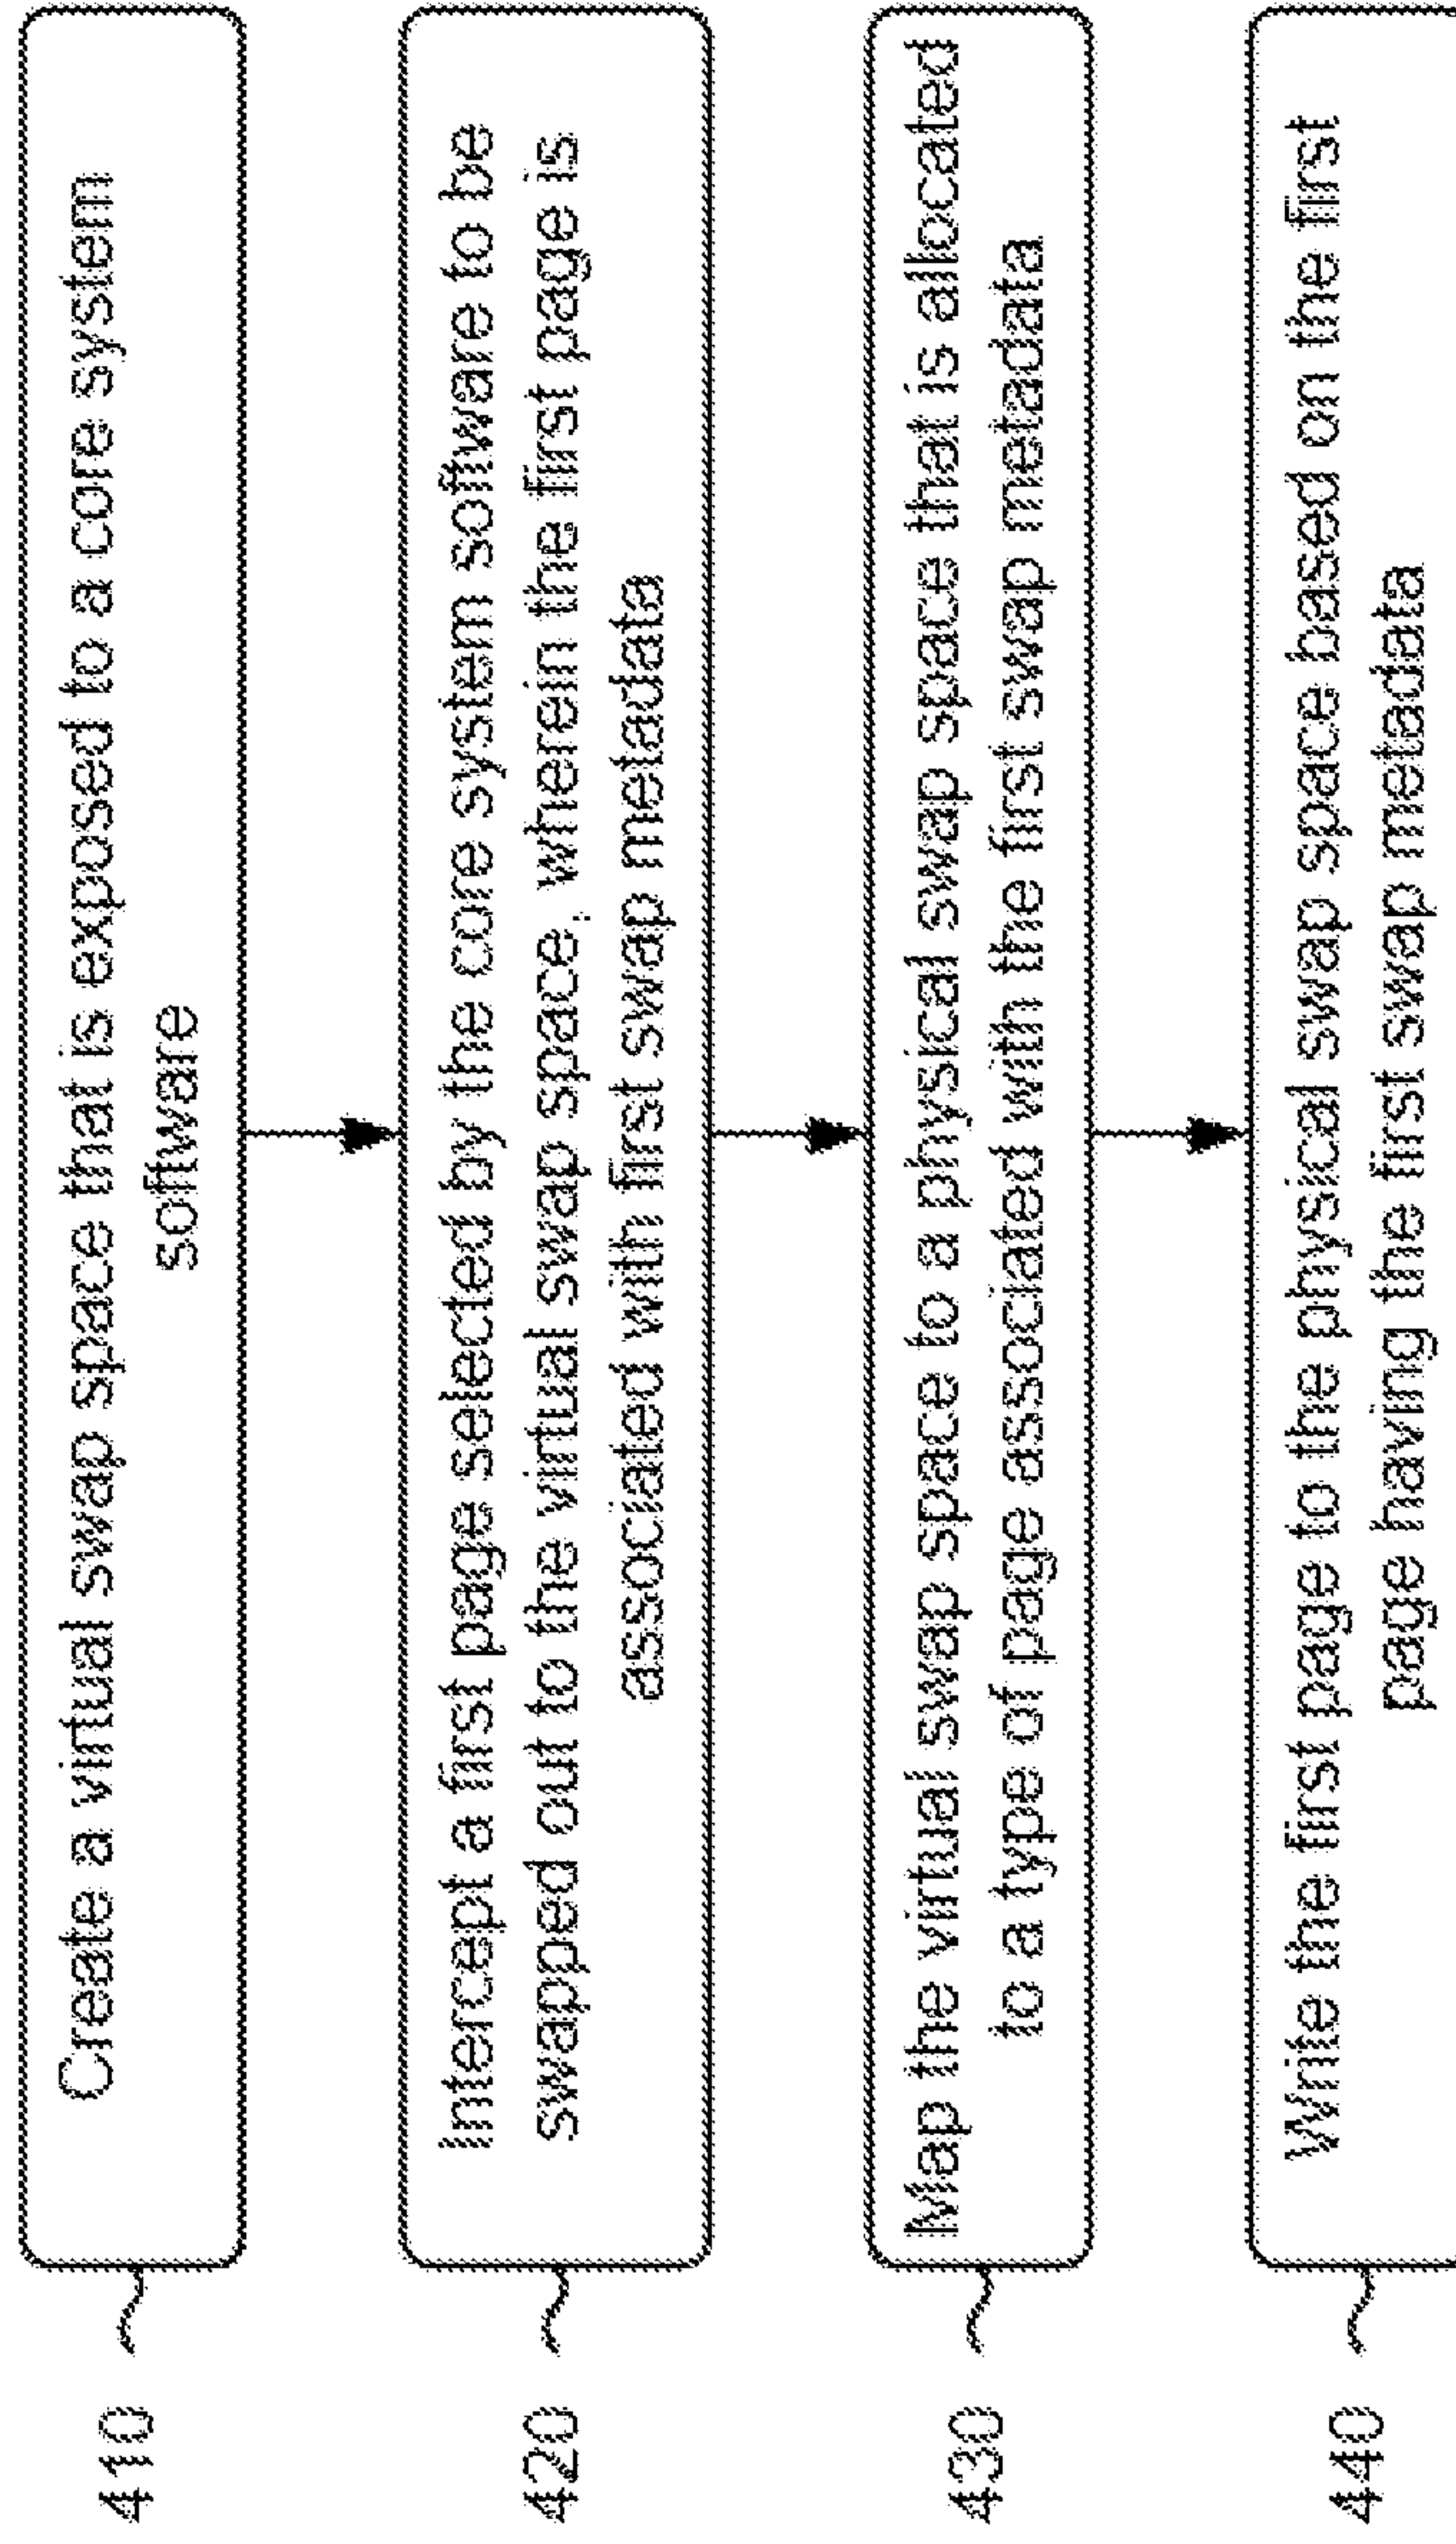 410
Create a virtual swap space that is exposed to a core system
software
420
Intercept a first page selected by the core system software to be
swapped out to the virtual swap space, wherein the first page is
associated with first swap metadata
430
Map the virtual swap space to a physical swap space that is allocated
to a type of page associated with the first swap metadata
440
Write the first page to the physical swap space based on the first
page having the first swap metadata